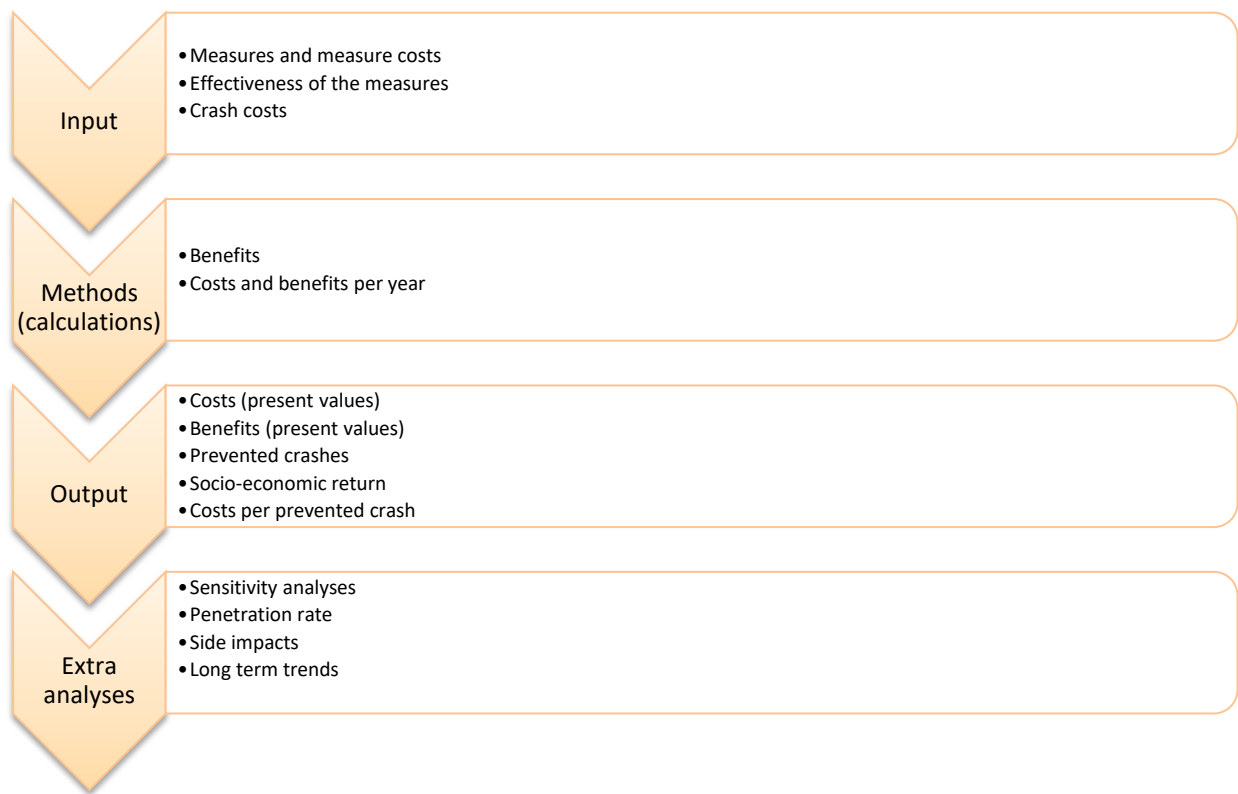 Input
•Measures and measure costs
•Effectiveness of the measures
•Crash costs
Methods
(calculations)
•Benefits
•Costs and benefits per year
Output
•Costs (present values)
•Benefits (present values)
•Prevented crashes
•Socio-economic return
•Costs per prevented crash
Extra
analyses
•Sensitivity analyses
•Penetration rate
•Side impacts
•Long term trends